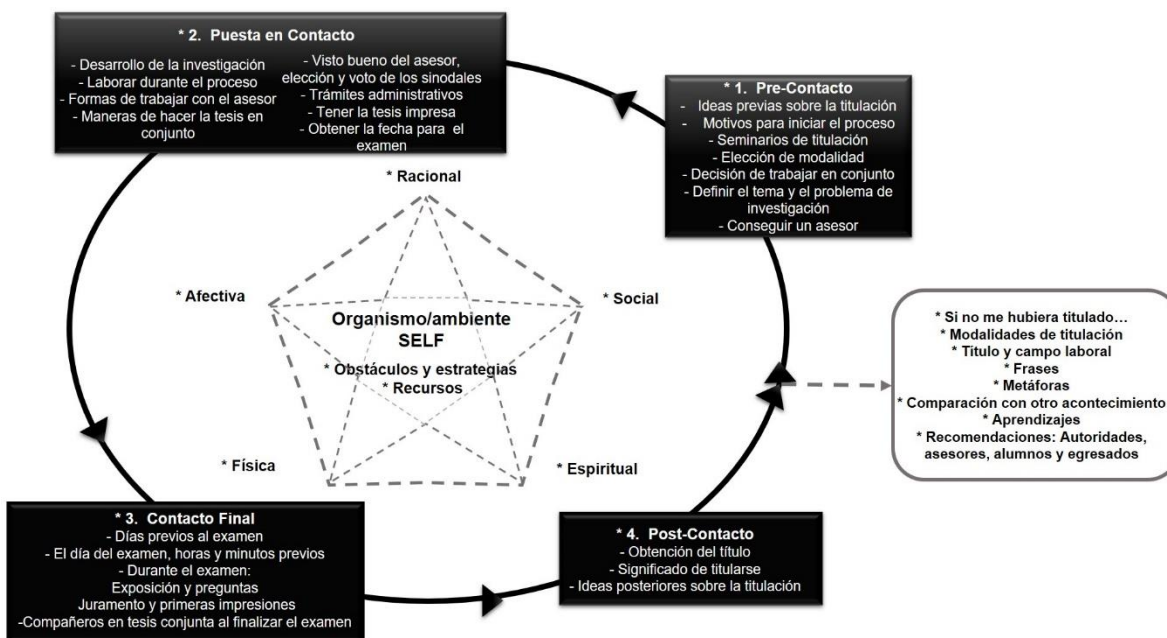 * 2. Puesta en Contacto
- Desarrollo de la investigación
- Laborar durante el proceso
- Formas de trabajar con el asesor
- Maneras de hacer la tesis en
conjunto
- Visto bueno del asesor,
elección y voto de los sinodales
- Trámites administrativos
- Tener la tesis impresa
- Obtener la fecha para el
examen
* 1. Pre-Contacto
- Ideas previas sobre la titulación
- Motivos para iniciar el proceso
- Seminarios de titulación
- Elección de modalidad
- Decisión de trabajar en conjunto
- Definir el tema y el problema de
investigación
- Conseguir un asesor
* Racional
* Afectiva
* Social
Organismo/ambiente
SELF
* Obstáculos y estrategias
* Recursos
* Física
* Espiritual
* Si no me hubiera titulado…
* Modalidades de titulación
* Titulo y campo laboral
* Frases
* Metáforas
* Comparación con otro acontecimiento
* Aprendizajes
* Recomendaciones: Autoridades,
asesores, alumnos y egresados
* 3. Contacto Final
- Días previos al examen
- El día del examen, horas y minutos previos
- Durante el examen:
Exposición y preguntas
Juramento y primeras impresiones
-Compañeros en tesis conjunta al finalizar el examen
* 4. Post-Contacto
- Obtención del título
- Significado de titularse
- Ideas posteriores sobre la titulación